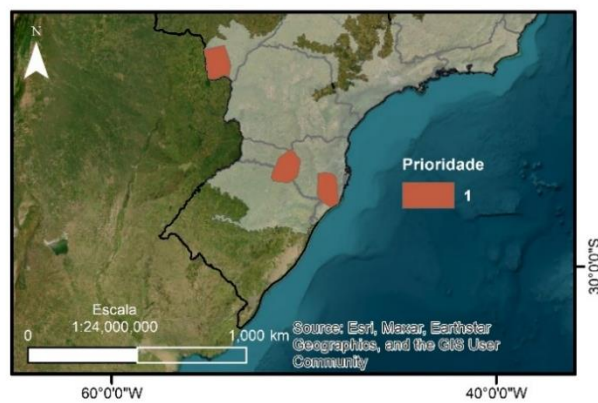 N
Prioridade
1
30°0'0"S
Escala
1:24,000,000
0
1,000 km
Source: Esri, Maxar, Earthstar
Geographics, and the GIS User
Community
60°0'0"W
40°0'0"W